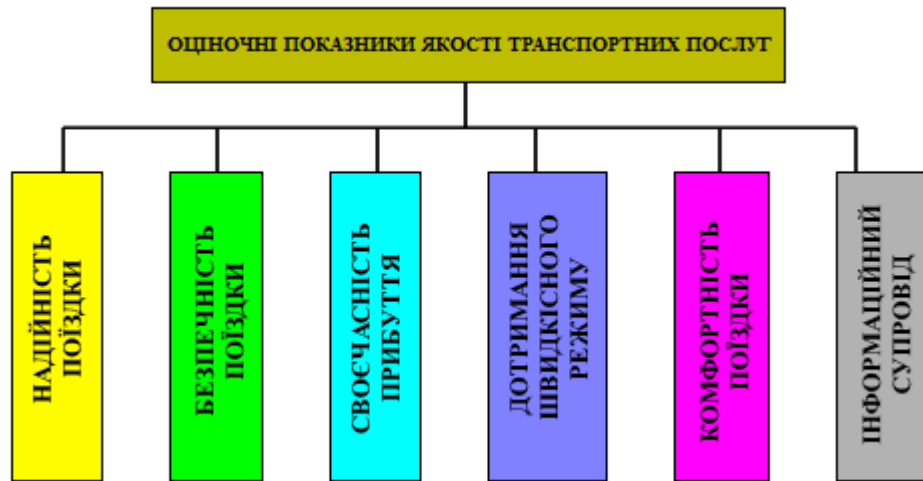 ОЦІНОЧНІ ПОКАЗНИКИ ЯКОСТІ ТРАНСПОРТНИХ ПОСЛУГ
НАДІЙНІСТЬ
ПОЇЗДКИ
БЕЗПЕЧНІСТЬ
ПОЇЗДКИ
СВОЄЧАСНІСТЬ
ПРИБУТТЯ
ДОТРИМАННЯ
ШВИДКІСНОГО
РЕЖИМУ
КОМФОРТНІСТЬ
ПОЇЗДКИ
ІНФОРМАЦІЙНИЙ
СУПРОВІД